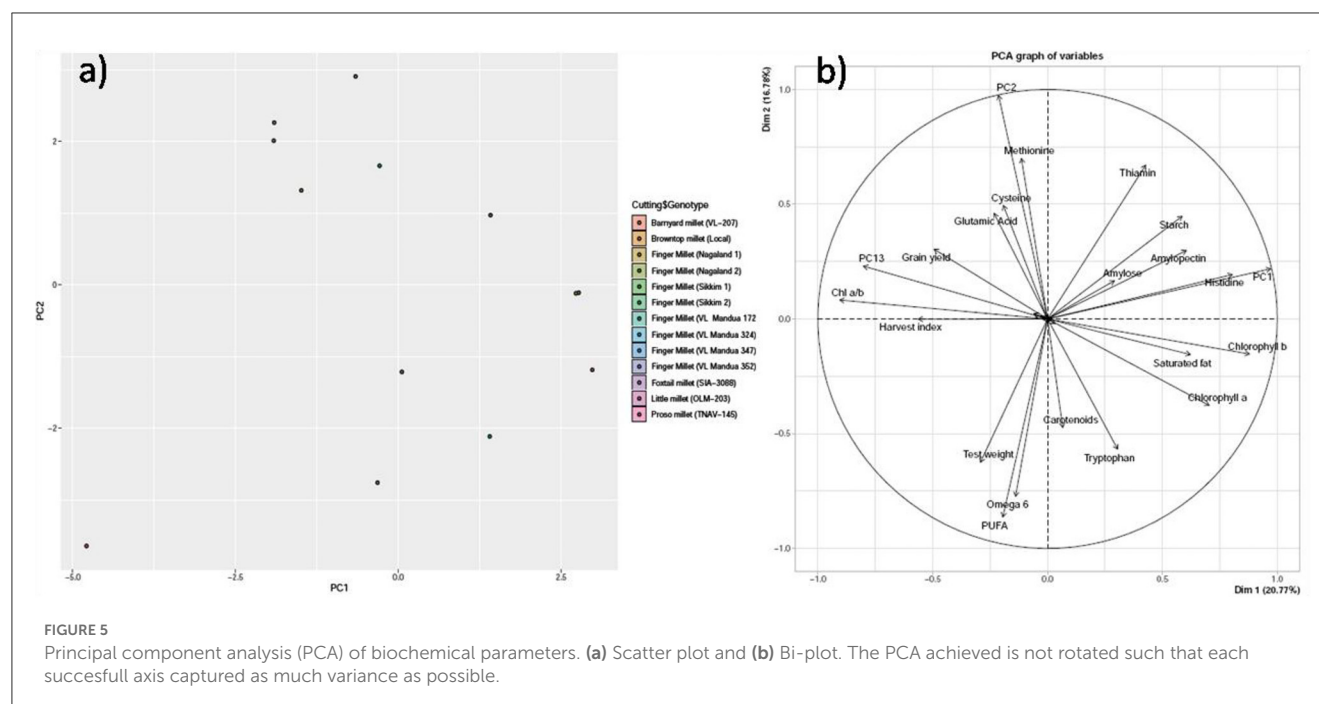 a)
2
0
-2
-5.0
-2.5
0.0
2.5
PC1
PC2
Cutting$Genotype
Barnyard millet (VL-207)
Browntop millet (Local)
Finger Millet (Nagaland 1)
Finger Millet (Nagaland 2)
Finger Millet (Sikkim 1)
Finger Millet (Sikkim 2)
Finger Millet (VL Mandua 172
Finger Millet (VL Mandua 324)
Finger Millet (VL Mandua 347)
Finger Millet (VL Mandua 352)
Foxtail millet (SIA-3088)
Little millet (OLM-203)
Proso millet (TNAV-145)
b)
PCA graph of variables
Dim 2 (16.78%)
1.0
0.5
0.0
-0.5
-1.0
PC2
Methionine
Thiamin
Cysteine
Glutamic Acid
Starch
Grain yield
Amylopectin
PC13
Amylose
PC1
Histidine
Chl a/b
Harvest index
Chlorophyll b
Saturated fat
Chlorophyll a
Carotenoids
Test weight
Tryptophan
Omega 6
PUFA
-1.0
-0.5
0.0
0.5
1.0
Dim 1 (20.77%)
FIGURE 5
Principal component analysis (PCA) of biochemical parameters. (a) Scatter plot and (b) Bi-plot. The PCA achieved is not rotated such that each
succesfull axis captured as much variance as possible.